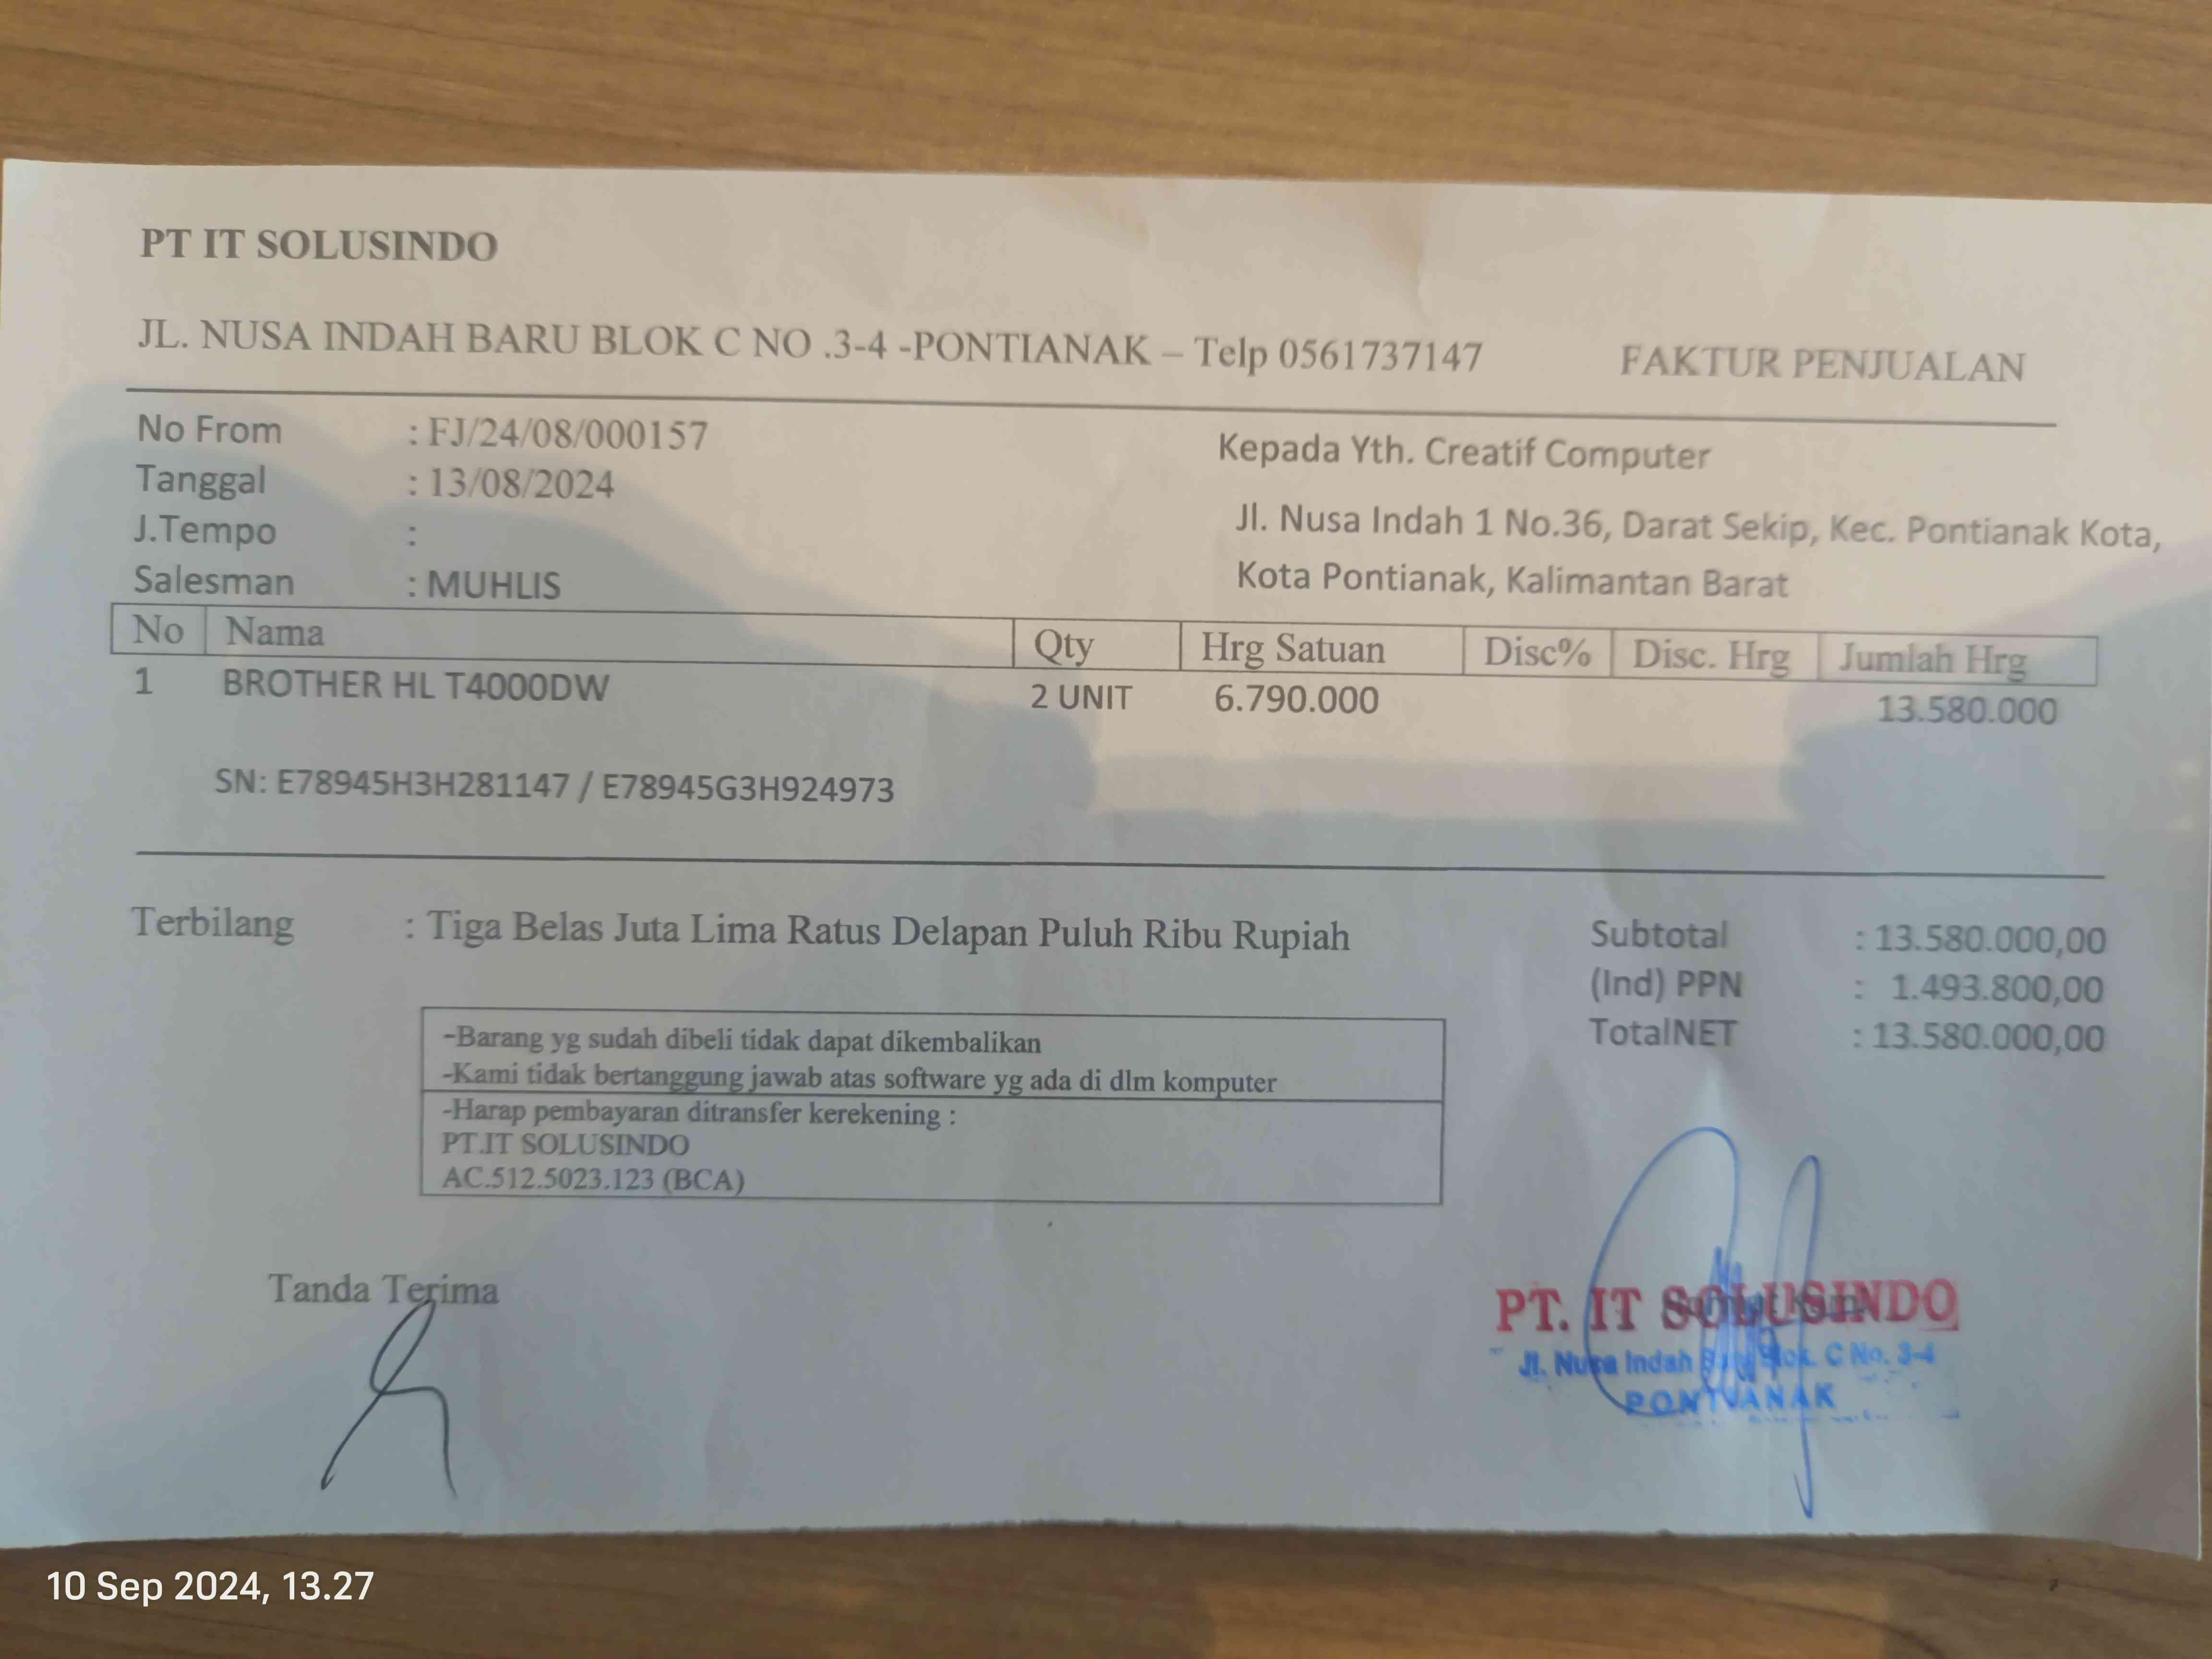 PT IT SOLUSINDO
JL. NUSA INDAH BARU BLOK C NO .3-4 -PONTIANAK – Telp 0561737147 FAKTUR PENJUALAN
No From : FJ/24/08/000157
Tanggal : 13/08/2024
J.Tempo :
Salesman : MUHLIS
Kepada Yth. Creatif Computer
Jl. Nusa Indah 1 No.36, Darat Sekip, Kec. Pontianak Kota,
Kota Pontianak, Kalimantan Barat
No Nama Qty Hrg Satuan Disc% Disc. Hrg Jumlah Hrg
1 BROTHER HL T4000DW 2 UNIT 6.790.000 13.580.000
SN: E78945H3H281147 / E78945G3H924973
Terbilang : Tiga Belas Juta Lima Ratus Delapan Puluh Ribu Rupiah
Subtotal : 13.580.000,00
(Ind) PPN : 1.493.800,00
TotalNET : 13.580.000,00
-Barang yg sudah dibeli tidak dapat dikembalikan
-Kami tidak bertanggung jawab atas software yg ada di dlm komputer
-Harap pembayaran ditransfer kerekening :
PT.IT SOLUSINDO
AC.512.5023.123 (BCA)
Tanda Terima
PT. IT SOLUSINDO
Jl. Nusa Indah Blok. C No. 3-4
PONTIANAK
10 Sep 2024, 13.27